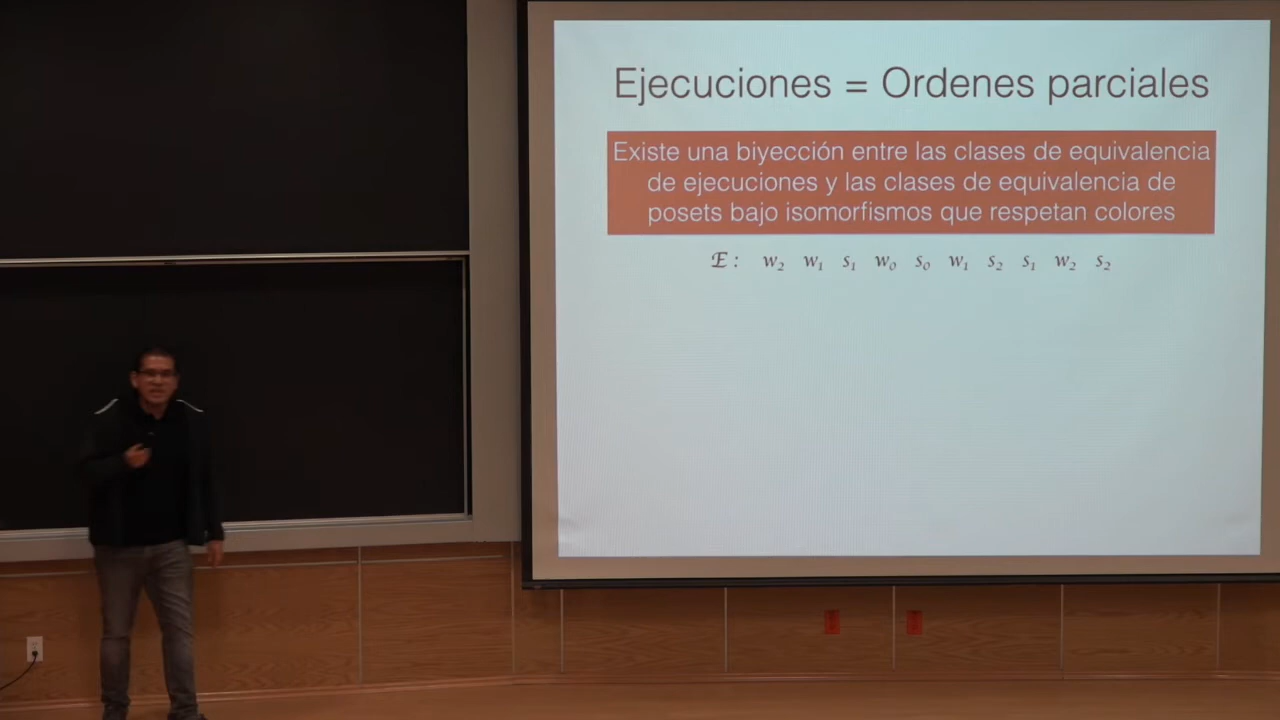 Ejecuciones = Ordenes parciales
Existe una biyección entre las clases de equivalencia
de ejecuciones y las clases de equivalencia de
posets bajo isomorfismos que respetan colores
E : w₂ w₁ s₁ w₀ s₀ w₁ s₂ s₁ w₂ s₂